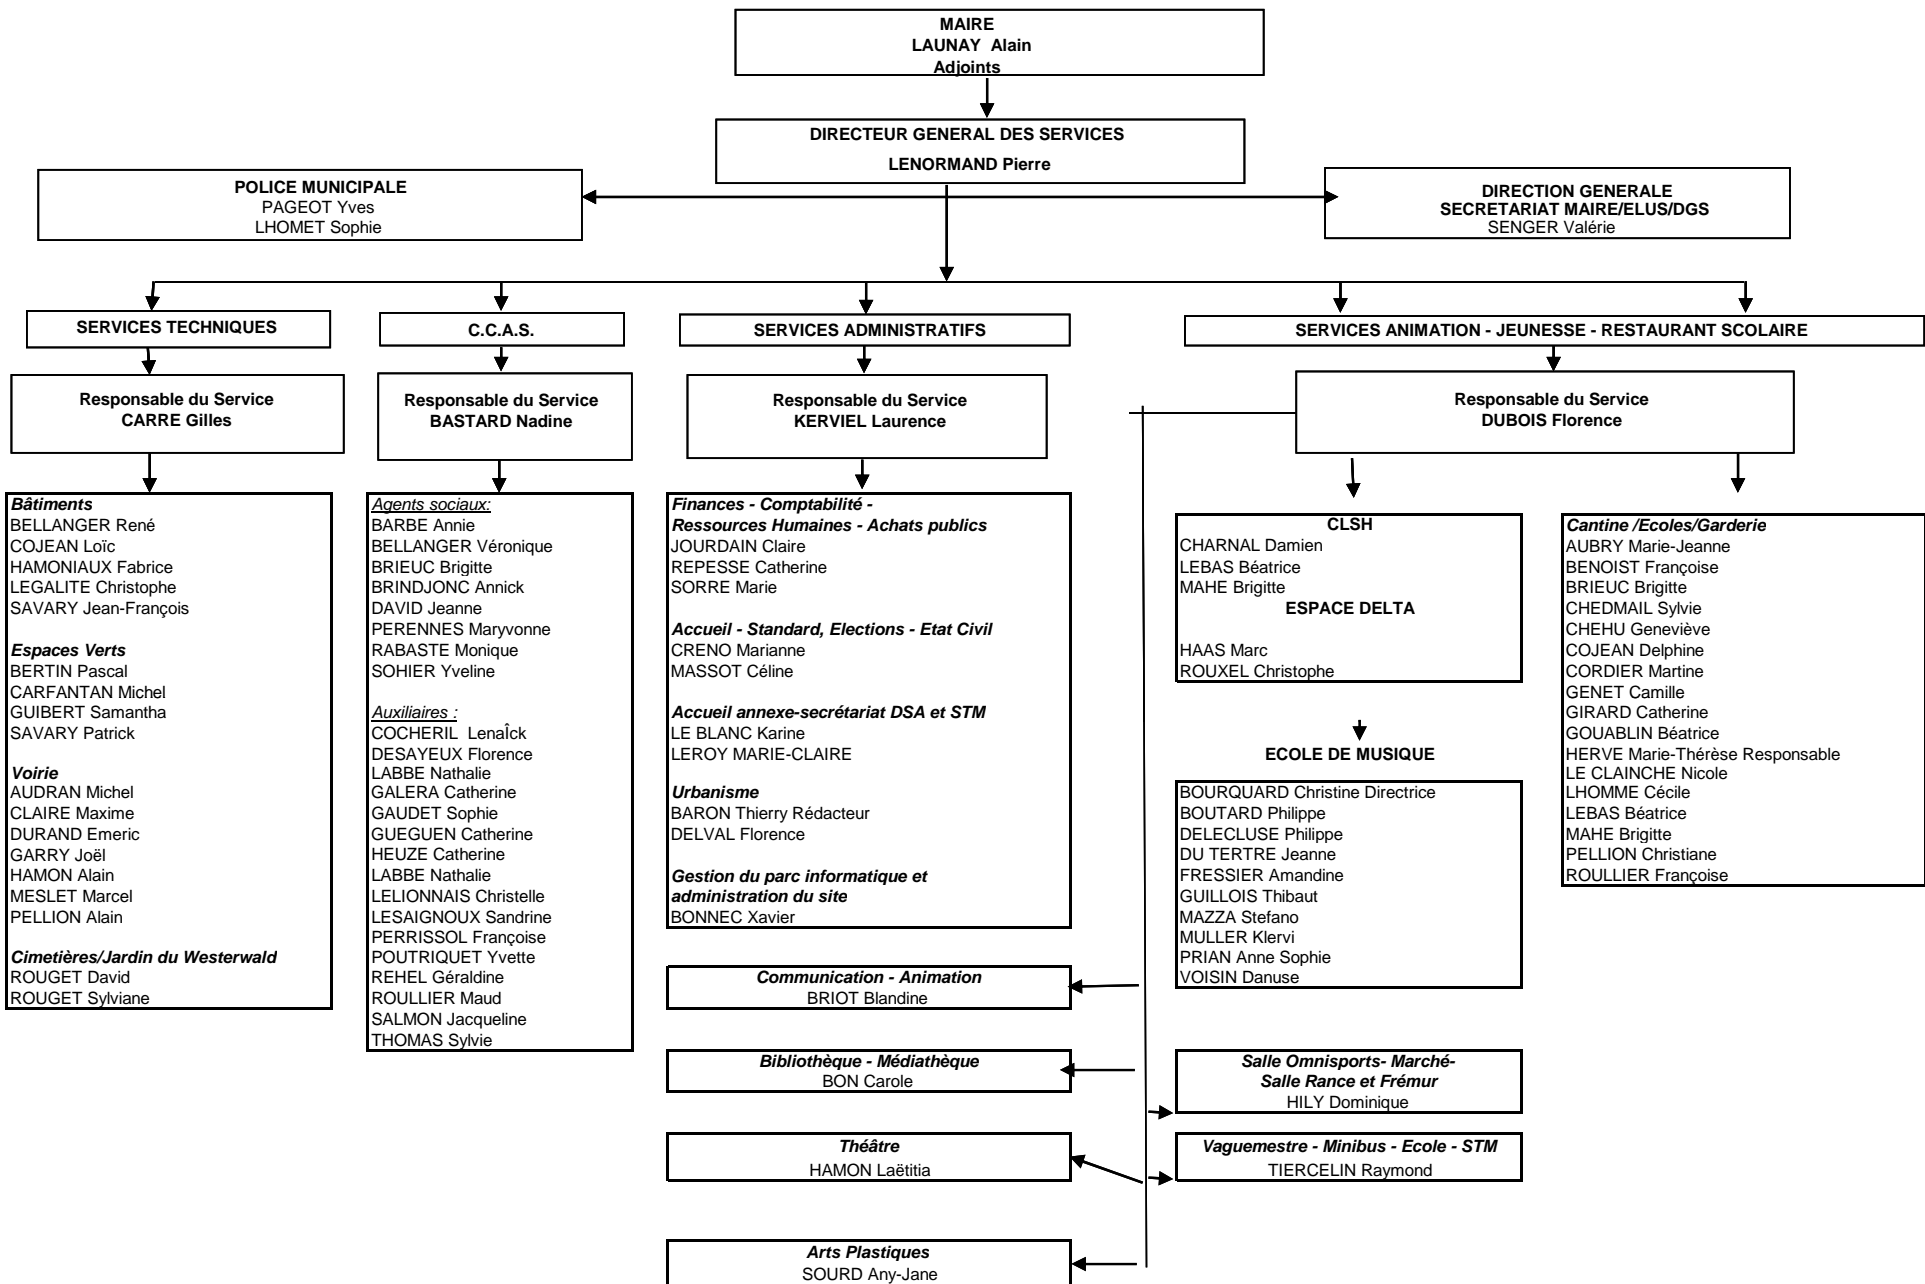 MAIRE
LAUNAY  Alain
Adjoints
DIRECTEUR GENERAL DES SERVICES
LENORMAND Pierre
POLICE MUNICIPALE
PAGEOT Yves
LHOMET Sophie
DIRECTION GENERALE
SECRETARIAT MAIRE/ELUS/DGS
SENGER Valérie
SERVICES TECHNIQUES
Responsable du Service
CARRE Gilles
Bâtiments
BELLANGER René
COJEAN Loïc
HAMONIAUX Fabrice
LEGALITE Christophe
SAVARY Jean-François
Espaces Verts
BERTIN Pascal
CARFANTAN Michel
GUIBERT Samantha
SAVARY Patrick
Voirie
AUDRAN Michel
CLAIRE Maxime
DURAND Emeric
GARRY Joël
HAMON Alain
MESLET Marcel
PELLION Alain
Cimetières/Jardin du Westerwald
ROUGET David
ROUGET Sylviane
C.C.A.S.
Responsable du Service
BASTARD Nadine
Agents sociaux:
BARBE Annie
BELLANGER Véronique
BRIEUC Brigitte
BRINDJONC Annick
DAVID Jeanne
PERENNES Maryvonne
RABASTE Monique
SOHIER Yveline
Auxiliaires :
COCHERIL  LenaÎck
DESAYEUX Florence
LABBE Nathalie
GALERA Catherine
GAUDET Sophie
GUEGUEN Catherine
HEUZE Catherine
LABBE Nathalie
LELIONNAIS Christelle
LESAIGNOUX Sandrine
PERRISSOL Françoise
POUTRIQUET Yvette
REHEL Géraldine
ROULLIER Maud
SALMON Jacqueline
THOMAS Sylvie
SERVICES ADMINISTRATIFS
Responsable du Service
KERVIEL Laurence
Finances - Comptabilité -
Ressources Humaines - Achats publics
JOURDAIN Claire
REPESSE Catherine
SORRE Marie
Accueil - Standard, Elections - Etat Civil
CRENO Marianne
MASSOT Céline
Accueil annexe-secrétariat DSA et STM
LE BLANC Karine
LEROY MARIE-CLAIRE
Urbanisme
BARON Thierry Rédacteur
DELVAL Florence
Gestion du parc informatique et
administration du site
BONNEC Xavier
Communication - Animation
BRIOT Blandine
Bibliothèque - Médiathèque
BON Carole
Théâtre
HAMON Laëtitia
Arts Plastiques
SOURD Any-Jane
SERVICES ANIMATION - JEUNESSE - RESTAURANT SCOLAIRE
Responsable du Service
DUBOIS Florence
CLSH
CHARNAL Damien
LEBAS Béatrice
MAHE Brigitte
ESPACE DELTA
HAAS Marc
ROUXEL Christophe
ECOLE DE MUSIQUE
BOURQUARD Christine Directrice
BOUTARD Philippe
DELECLUSE Philippe
DU TERTRE Jeanne
FRESSIER Amandine
GUILLOIS Thibaut
MAZZA Stefano
MULLER Klervi
PRIAN Anne Sophie
VOISIN Danuse
Salle Omnisports- Marché-
Salle Rance et Frémur
HILY Dominique
Vaguemestre - Minibus - Ecole - STM
TIERCELIN Raymond
Cantine /Ecoles/Garderie
AUBRY Marie-Jeanne
BENOIST Françoise
BRIEUC Brigitte
CHEDMAIL Sylvie
CHEHU Geneviève
COJEAN Delphine
CORDIER Martine
GENET Camille
GIRARD Catherine
GOUABLIN Béatrice
HERVE Marie-Thérèse Responsable
LE CLAINCHE Nicole
LHOMME Cécile
LEBAS Béatrice
MAHE Brigitte
PELLION Christiane
ROULLIER Françoise